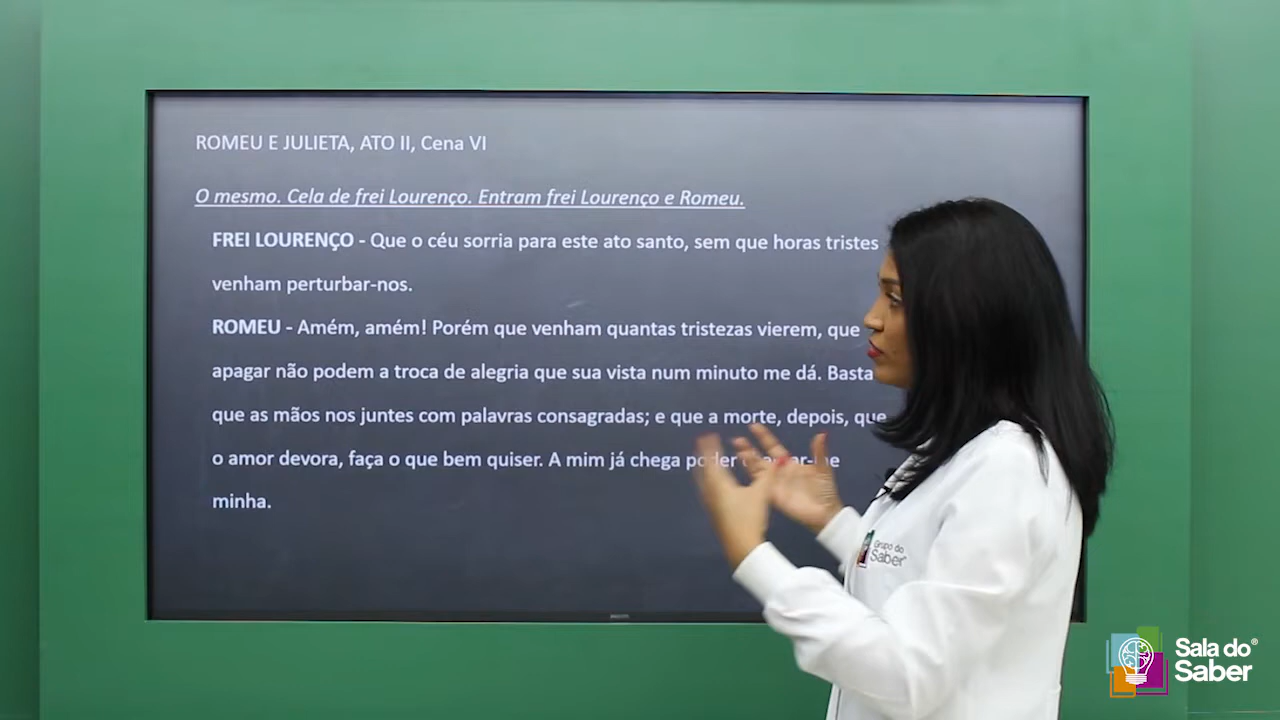 ROMEU E JULIETA, ATO II, Cena VI
O mesmo. Cela de frei Lourenço. Entram frei Lourenço e Romeu.
FREI LOURENÇO - Que o céu sorria para este ato santo, sem que horas tristes
venham perturbar-nos.
ROMEU - Amém, amém! Porém que venham quantas tristezas vierem, que
apagar não podem a troca de alegria que sua vista num minuto me dá. Basta
que as mãos nos juntes com palavras consagradas; e que a morte, depois, que
o amor devora, faça o que bem quiser. A mim já chega poder
minha.
Grupo do
Saber
Sala do
Saber®